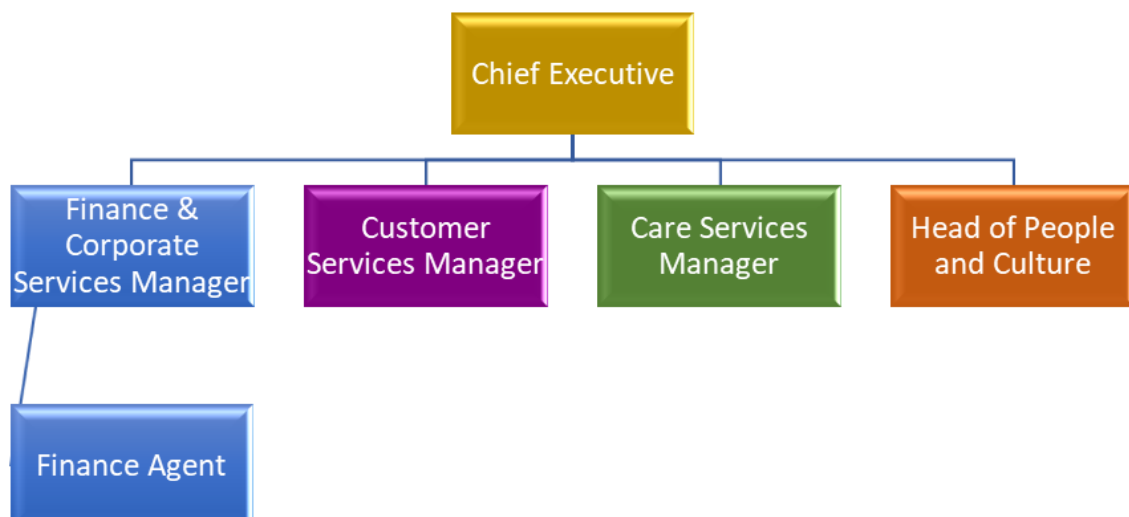 Chief Executive
Finance &
Corporate
Services Manager
Customer
Services Manager
Care Services
Manager
Head of People
and Culture
Finance Agent